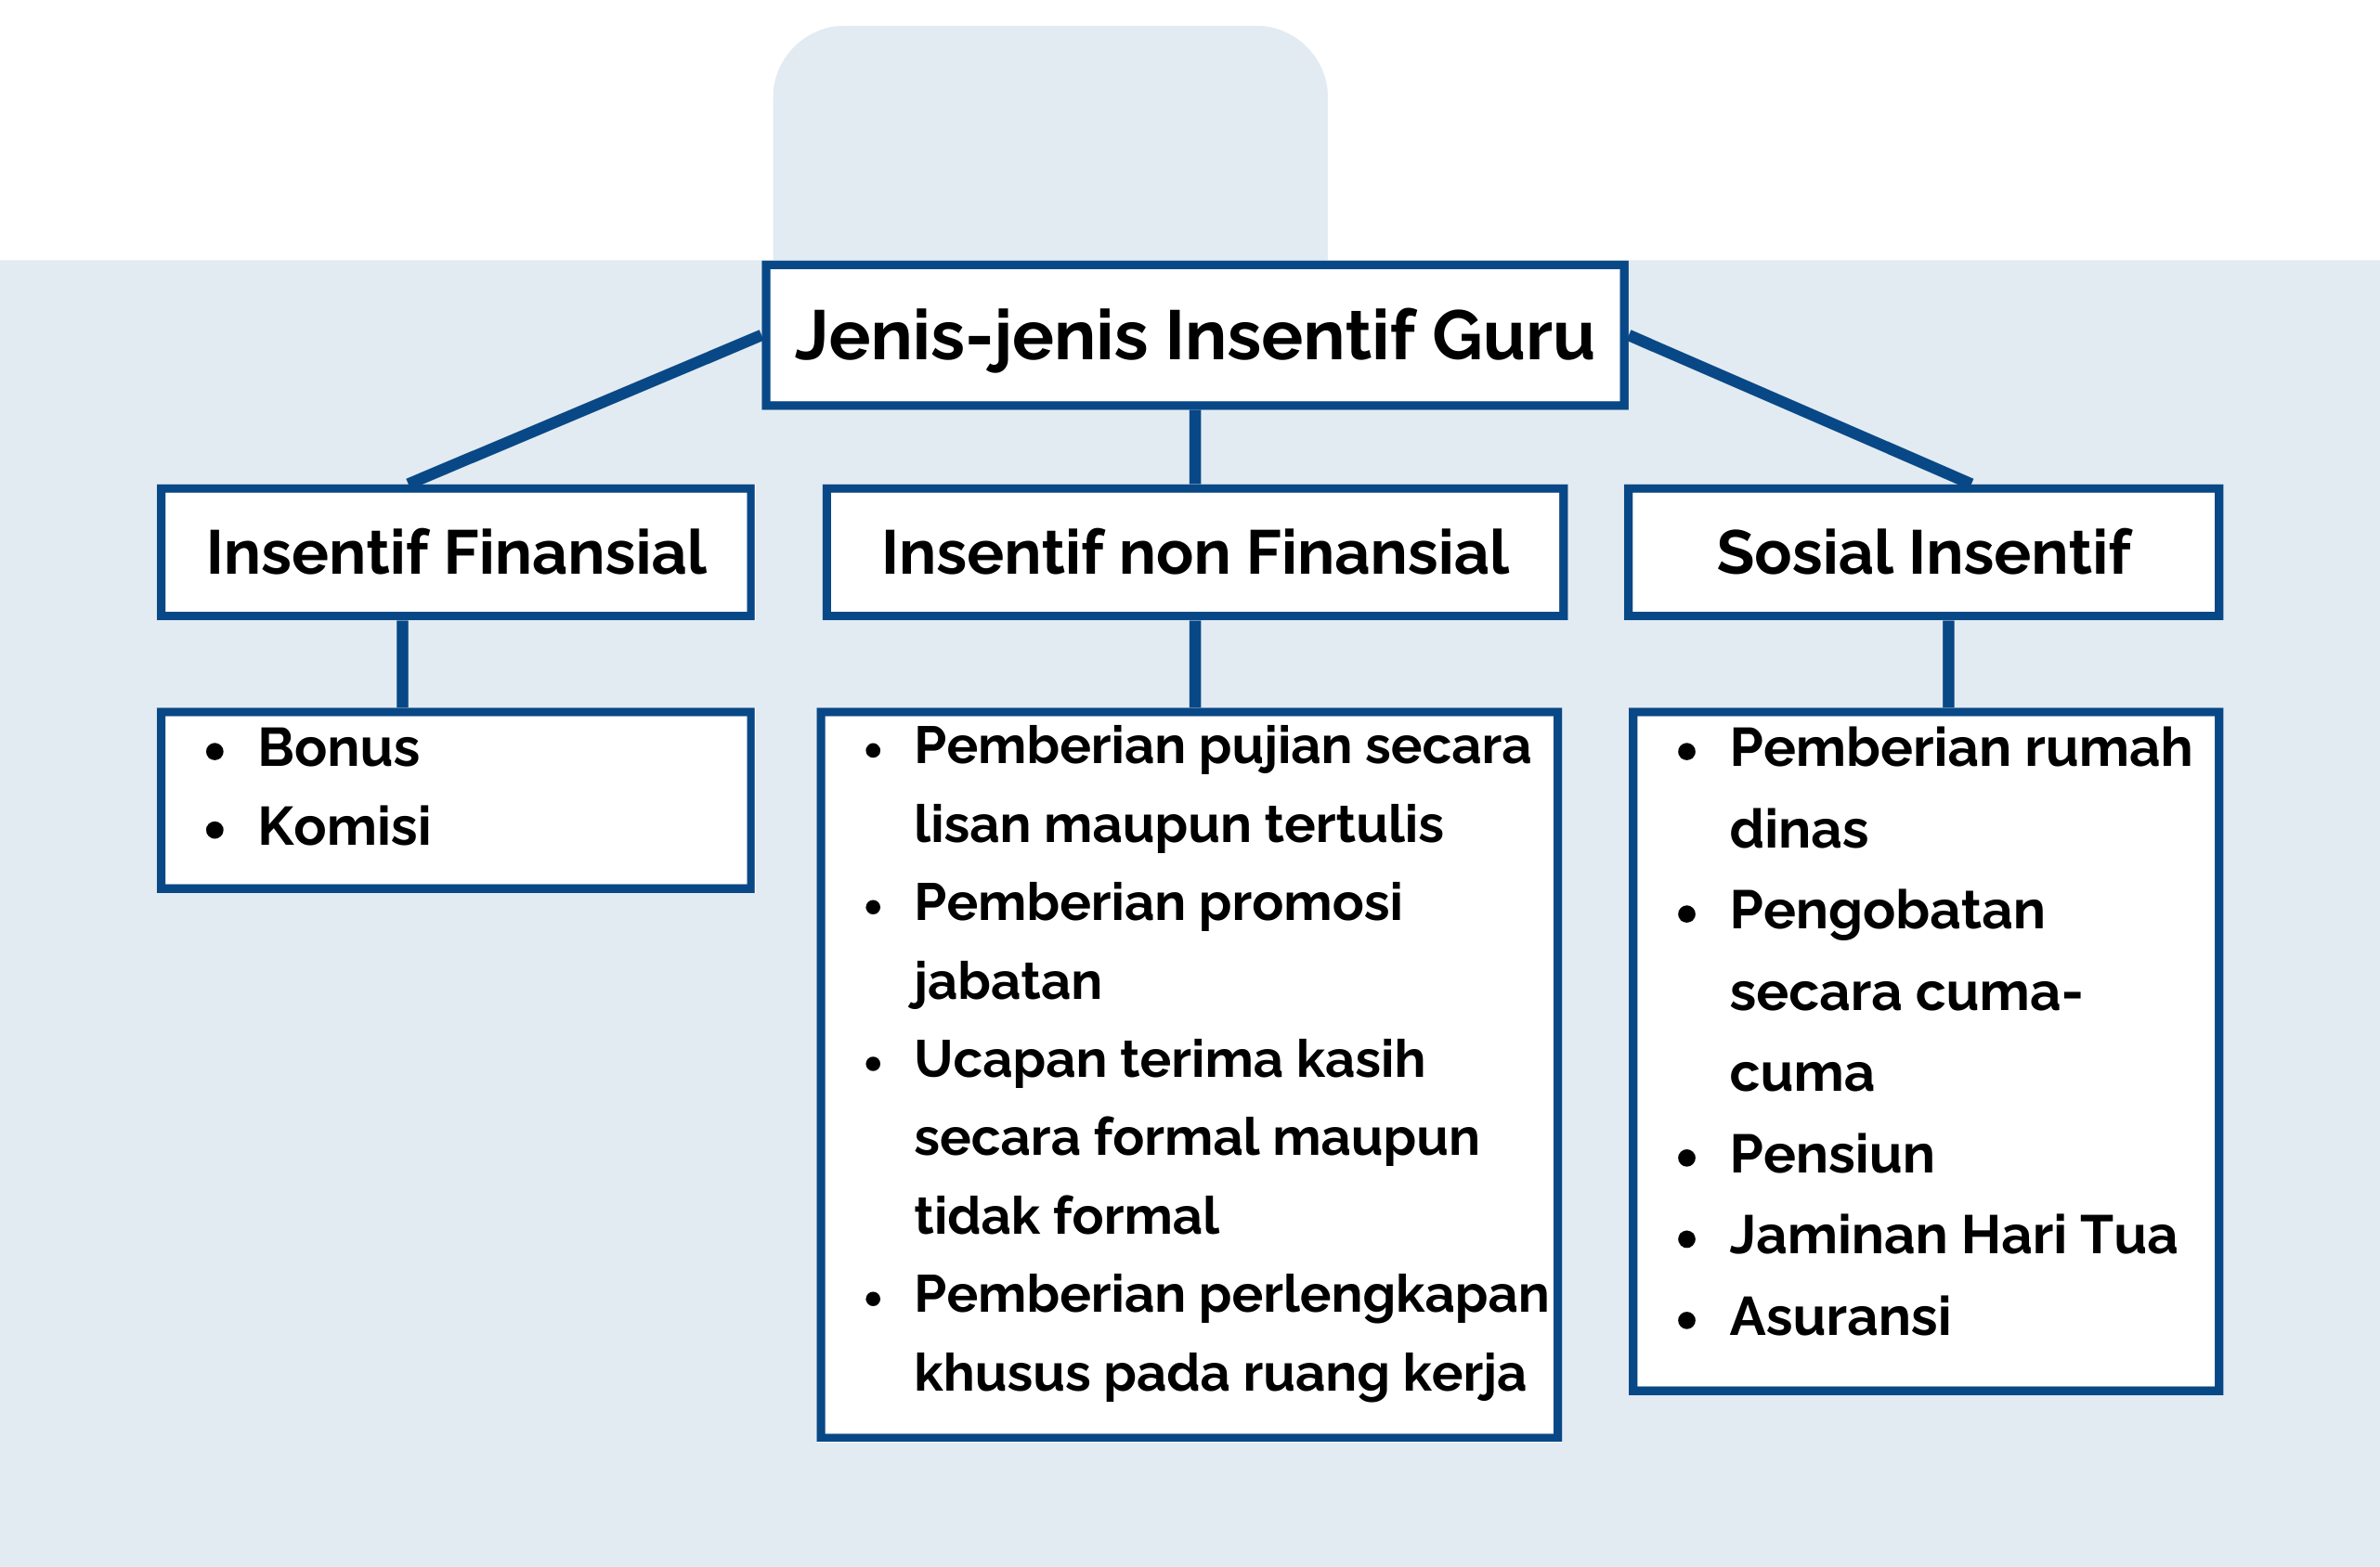 Jenis-jenis Insentif Guru
Insentif Finansial
Insentif non Finansial
Sosial Insentif
• Bonus
• Komisi
• Pemberian pujian secara
lisan maupun tertulis
• Pemberian promosi
jabatan
• Ucapan terima kasih
secara formal maupun
tidak formal
• Pemberian perlengkapan
khusus pada ruang kerja
• Pemberian rumah
dinas
• Pengobatan
secara cuma-
cuma
• Pensiun
• Jaminan Hari Tua
• Asuransi